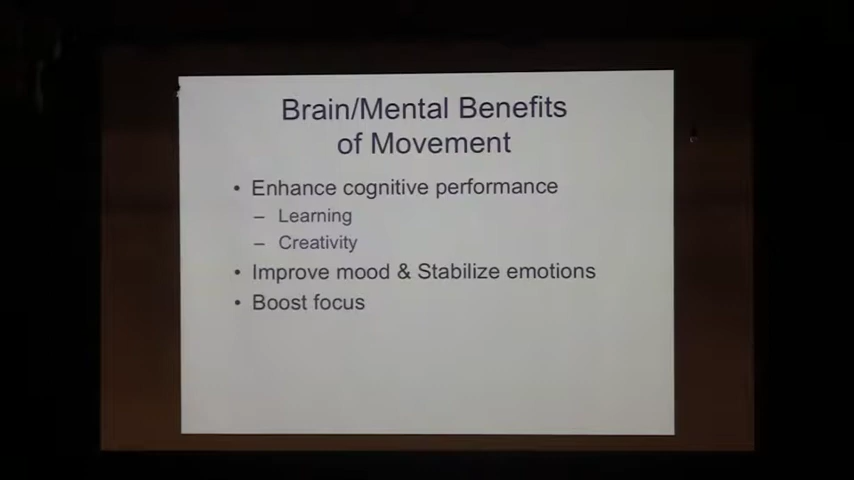 Brain/Mental Benefits
of Movement
• Enhance cognitive performance
– Learning
– Creativity
• Improve mood & Stabilize emotions
• Boost focus